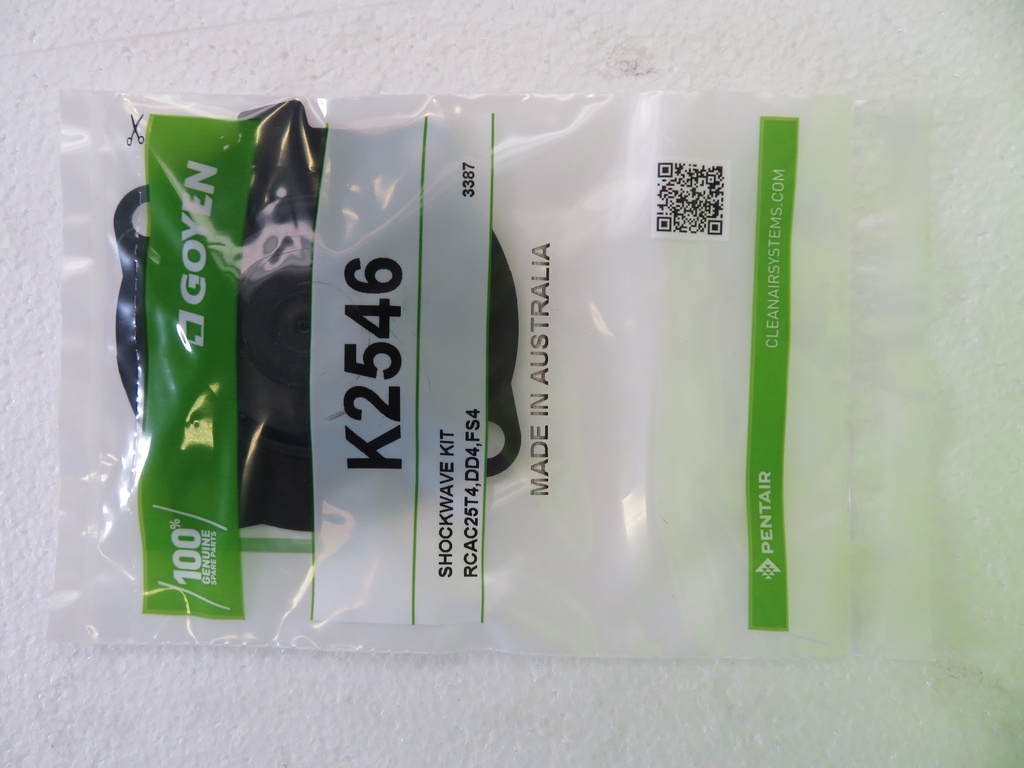 100%
GENUINE
SPARE PARTS
GOYEN
K2546
SHOCKWAVE KIT
RCAC25T4,DD4,FS4
3387
MADE IN AUSTRALIA
PENTAIR
CLEANAIRSYSTEMS.COM